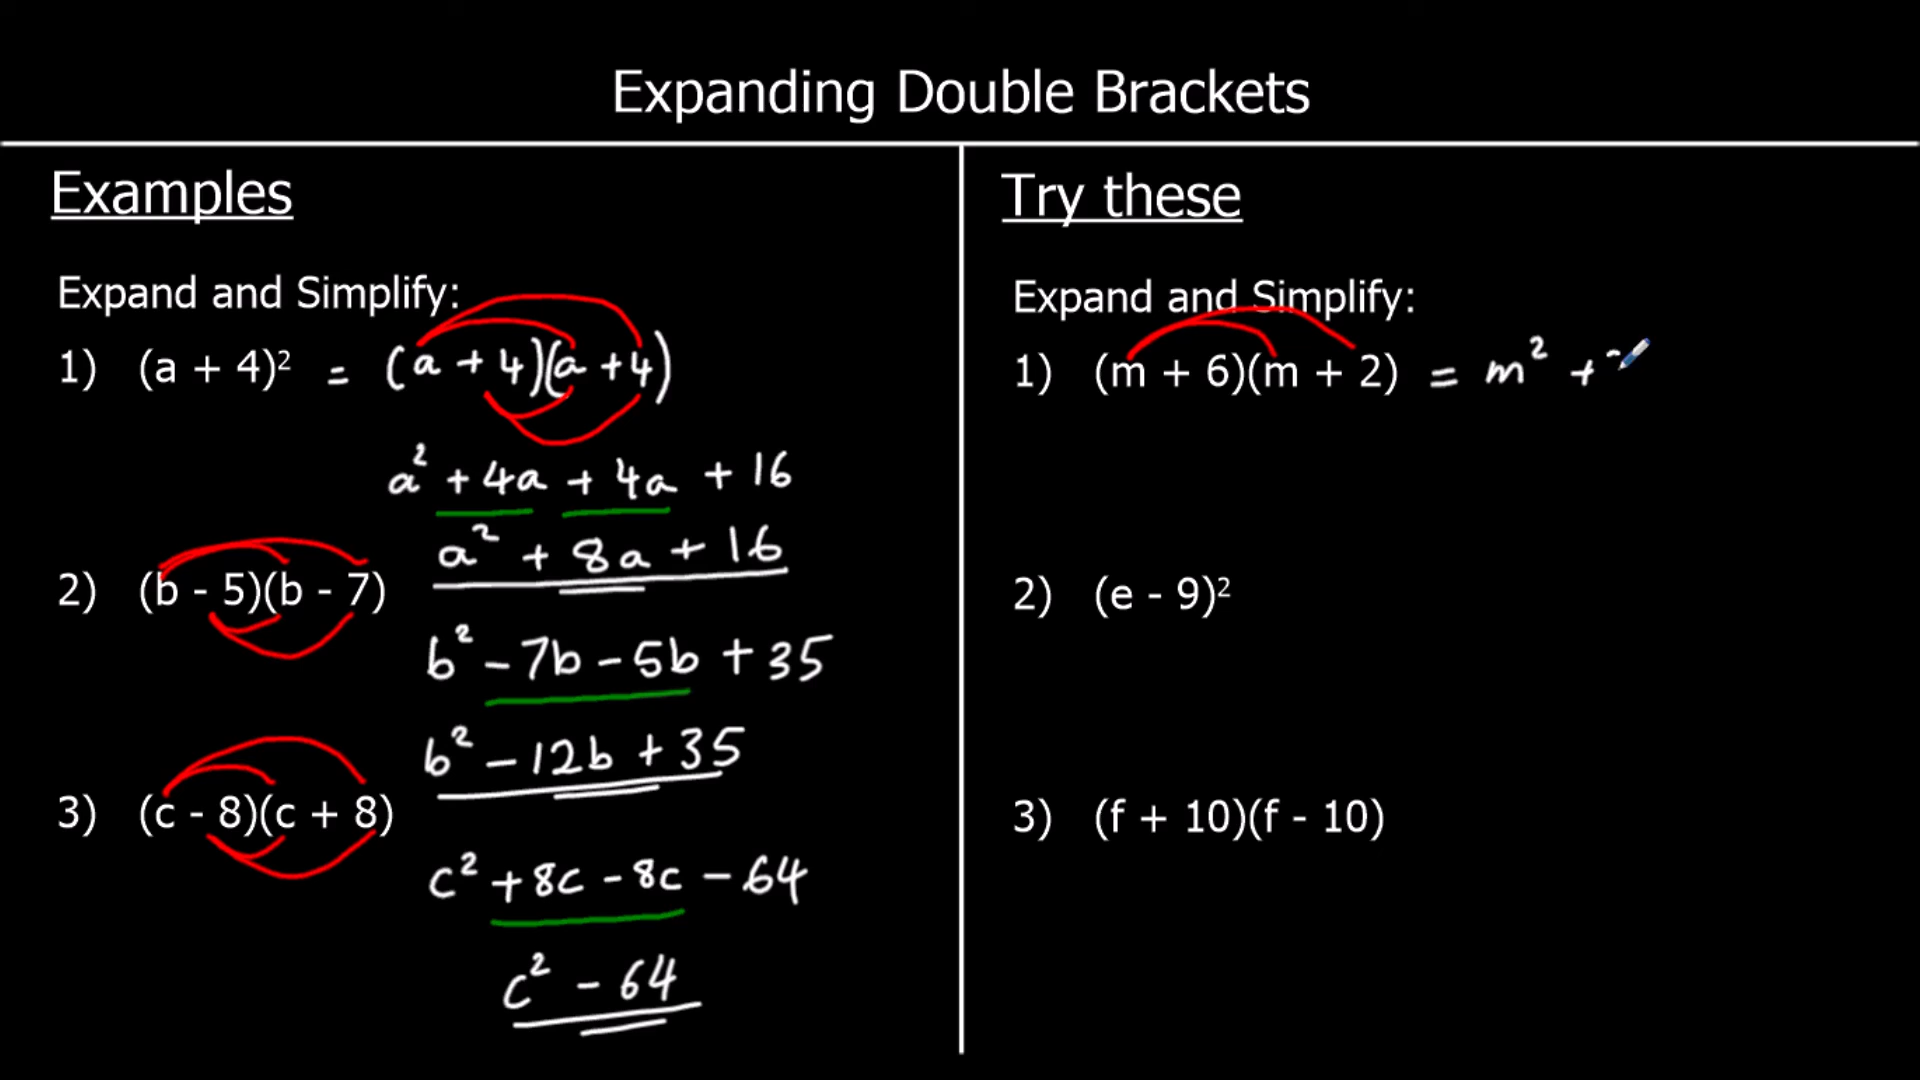 Expanding Double Brackets
Examples
Expand and Simplify:
1) (a + 4)² = (a + 4)(a + 4)
a² + 4a + 4a + 16
a² + 8a + 16
2) (b - 5)(b - 7)
b² - 7b - 5b + 35
b² - 12b + 35
3) (c - 8)(c + 8)
c² + 8c - 8c - 64
c² - 64
Try these
Expand and Simplify:
1) (m + 6)(m + 2) = m² +
2) (e - 9)²
3) (f + 10)(f - 10)